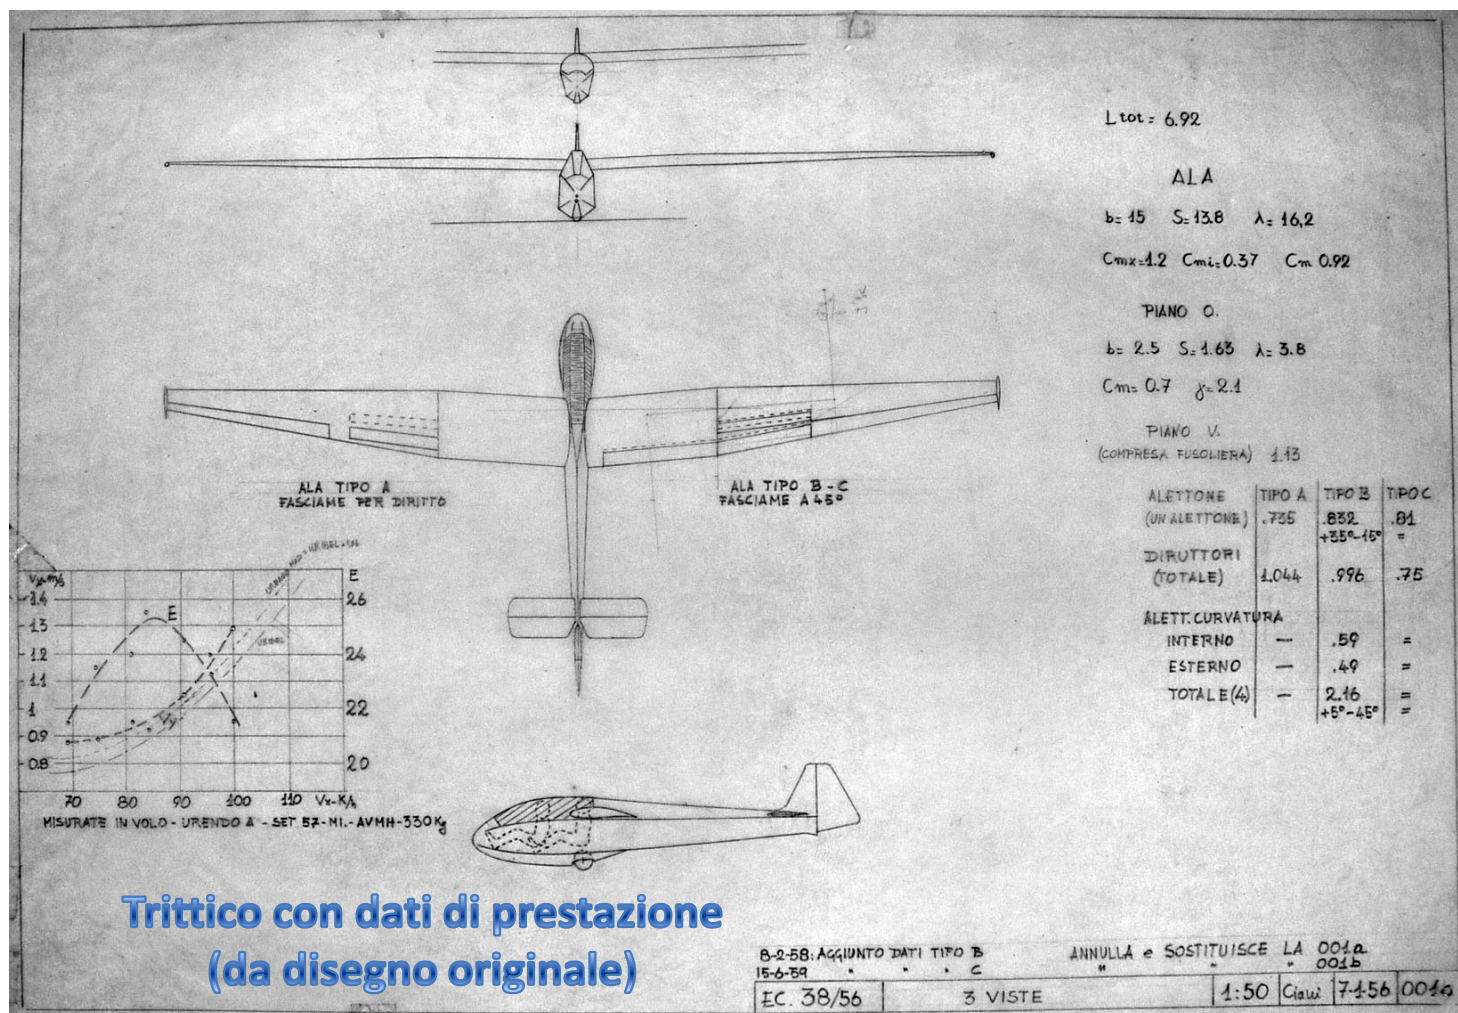 Ltot= 6.92
ALA
b= 15 S= 13.8 λ= 16,2
Cmx=1.2 Cmi=0.37 Cm 0.92
PIANO O.
b= 2.5 S= 1.63 λ= 3.8
Cm= 0.7 j= 2.1
PIANO V.
(COMPRESA FUSOLIERA) 1.13
ALETTONE TIPO A TIPO B TIPO C
(UN ALETTONE) .735 .832 .81
+35°-15° =
DIRUTTORI
(TOTALE) 1.044 .996 .75
ALETT. CURVATURA
INTERNO — .59 =
ESTERNO — .49 =
TOTALE (4) — 2.16 =
+5°-45° =
ALA TIPO A
FASCIAME PER DIRITTO
ALA TIPO B-C
FASCIAME A 45°
Vy m/s E
1.4 26
1.3 E
1.2 24
1.1
1 Vy 22
0.9
0.8 20
URIBEL
70 80 90 100 110 Vx-K/h
MISURATE IN VOLO - URENDO A - SET 57 - MI. - AVMH - 330Kg
Trittico con dati di prestazione
(da disegno originale)
8-2-58: AGGIUNTO DATI TIPO B ANNULLA e SOSTITUISCE LA 001a
15-6-59 " " " C " " " 001b
EC. 38/56 3 VISTE 1:50 Ciani 7-1-56